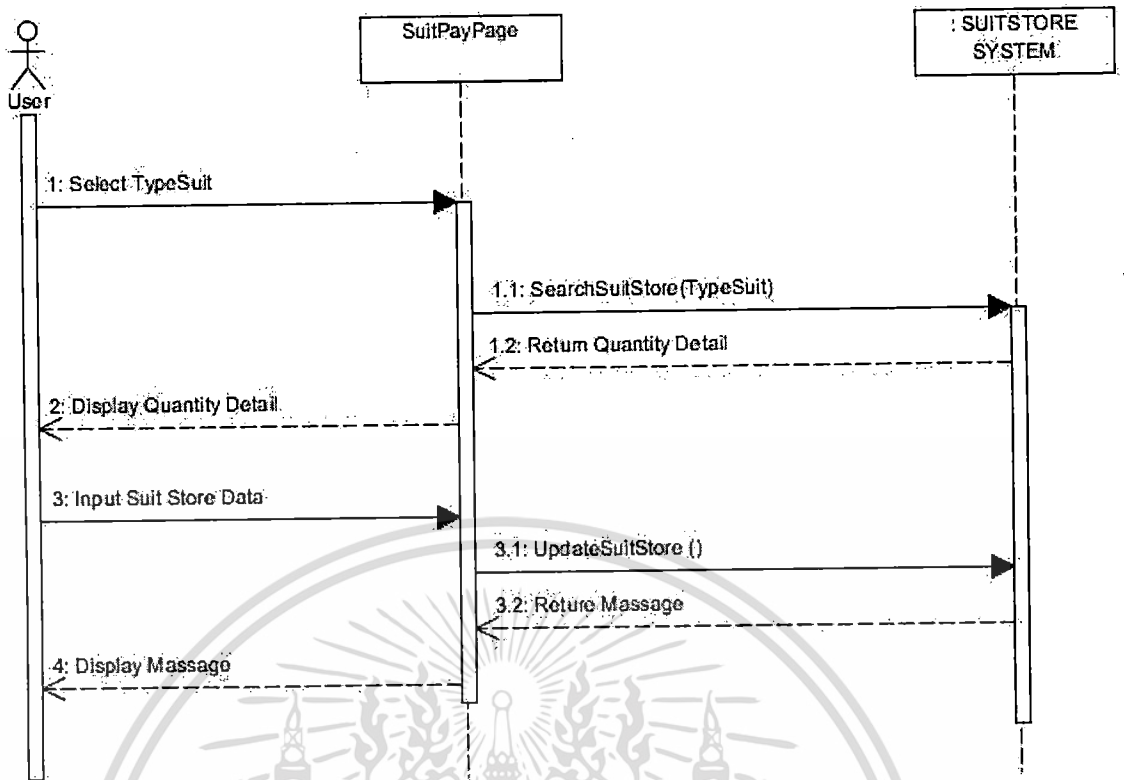 SuitPayPage
: SUITSTORE
SYSTEM
User
1: Select TypeSuit
1.1: SearchSuitStore(TypeSuit)
1.2: Return Quantity Detail
2: Display Quantity Detail
3: Input Suit Store Data
3.1: UpdateSuitStore ()
3.2: Reture Massage
4: Display Massage